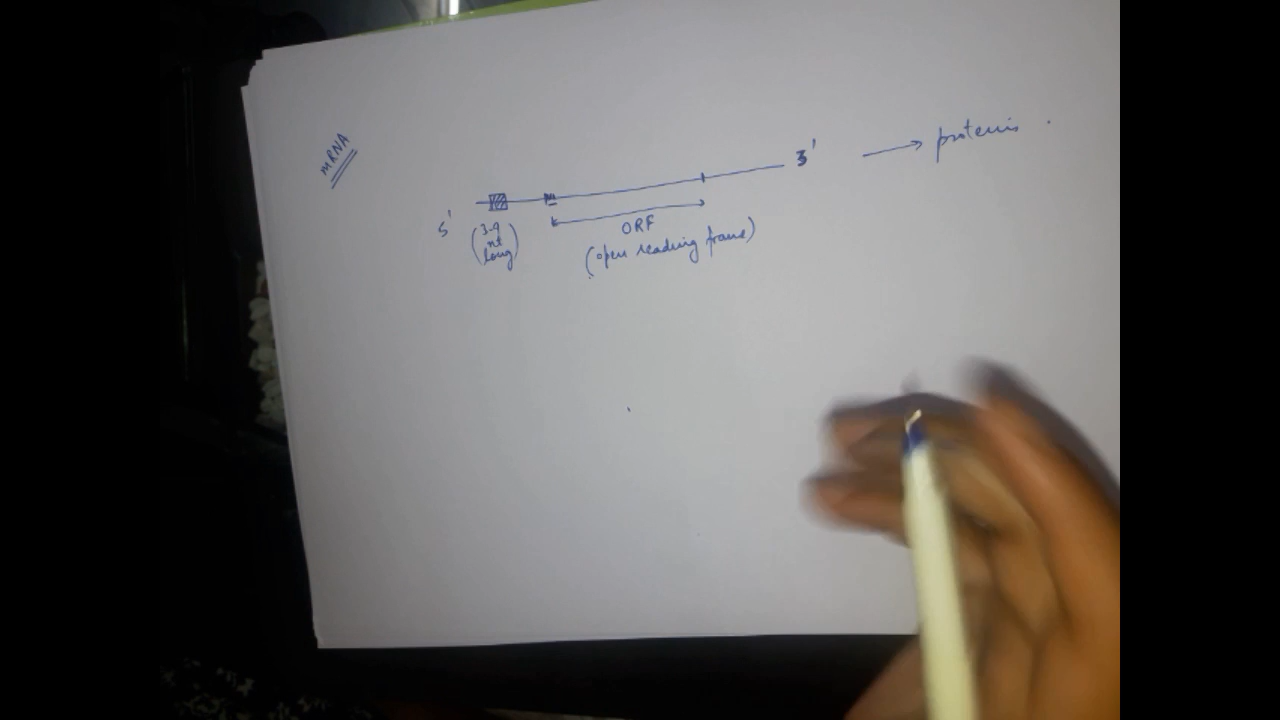 mRNA
5'
3'
→ proteins
(3-9
nt
long)
ORF
(open reading frame)